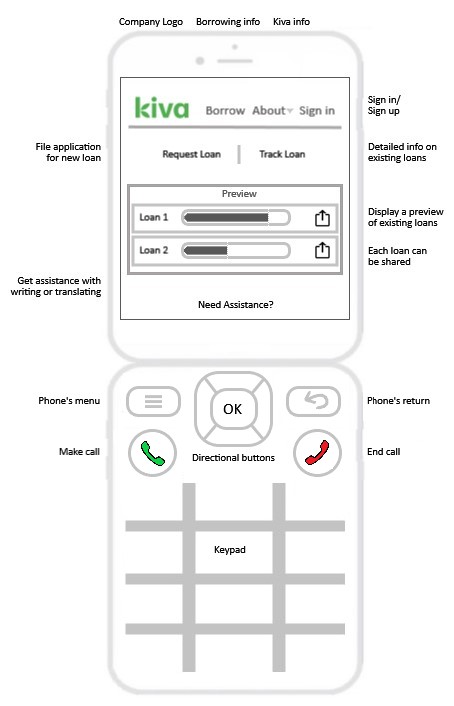 Company Logo Borrowing info Kiva info
kiva Borrow About Sign in
Sign in/
Sign up
File application
for new loan
Request Loan Track Loan
Detailed info on
existing loans
Preview
Loan 1
Display a preview
of existing loans
Loan 2
Each loan can
be shared
Get assistance with
writing or translating
Need Assistance?
Phone's menu
OK
Phone's return
Make call
Directional buttons
End call
Keypad